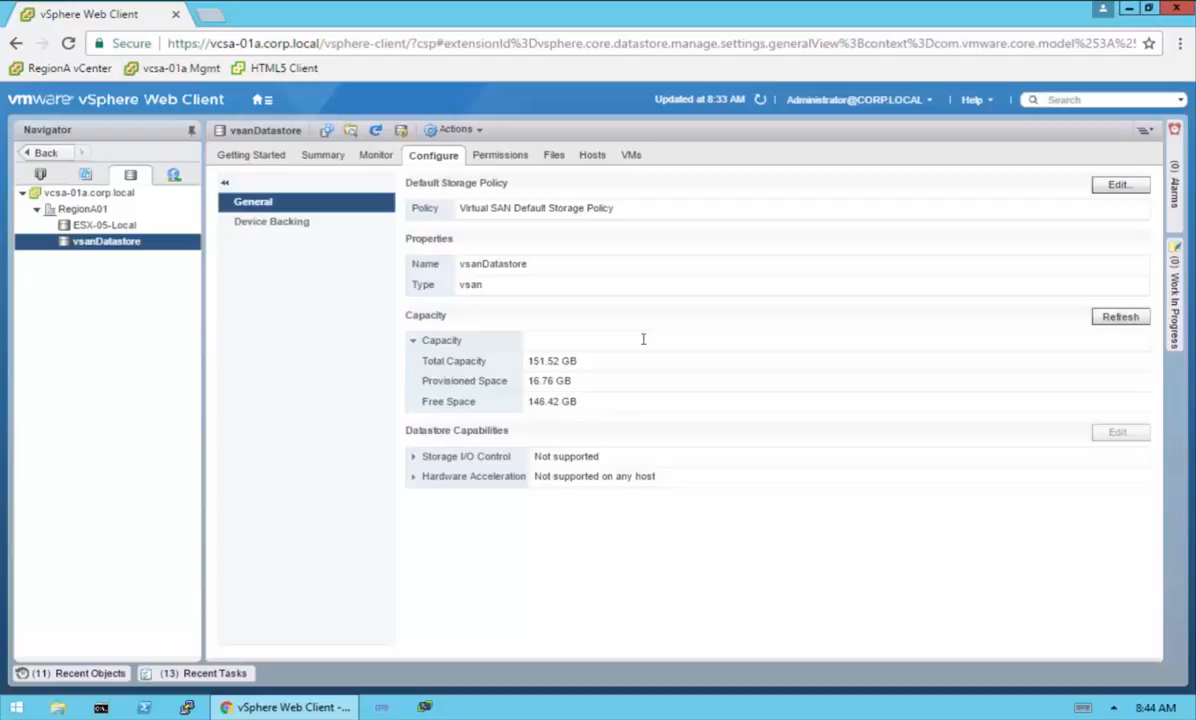 vSphere Web Client
Secure https://vcsa-01a.corp.local/vsphere-client/?csp#extensionId%3Dvsphere.core.datastore.manage.settings.generalView%3Bcontext%3Dcom.vmware.core.model%253A%25
RegionA vCenter vcsa-01a Mgmt HTML5 Client
vmware® vSphere Web Client Updated at 8:33 AM Administrator@CORP.LOCAL Help Search
Navigator vsanDatastore Actions
Back Getting Started Summary Monitor Configure Permissions Files Hosts VMs
vcsa-01a.corp.local
RegionA01
ESX-05-Local
vsanDatastore
General
Device Backing
Default Storage Policy Edit...
Policy Virtual SAN Default Storage Policy
Properties
Name vsanDatastore
Type vsan
Capacity Refresh
Capacity
Total Capacity 151.52 GB
Provisioned Space 16.76 GB
Free Space 146.42 GB
Datastore Capabilities Edit...
Storage I/O Control Not supported
Hardware Acceleration Not supported on any host
(0) Alarms
(0) Work In Progress
(11) Recent Objects (13) Recent Tasks
vSphere Web Client -... 8:44 AM